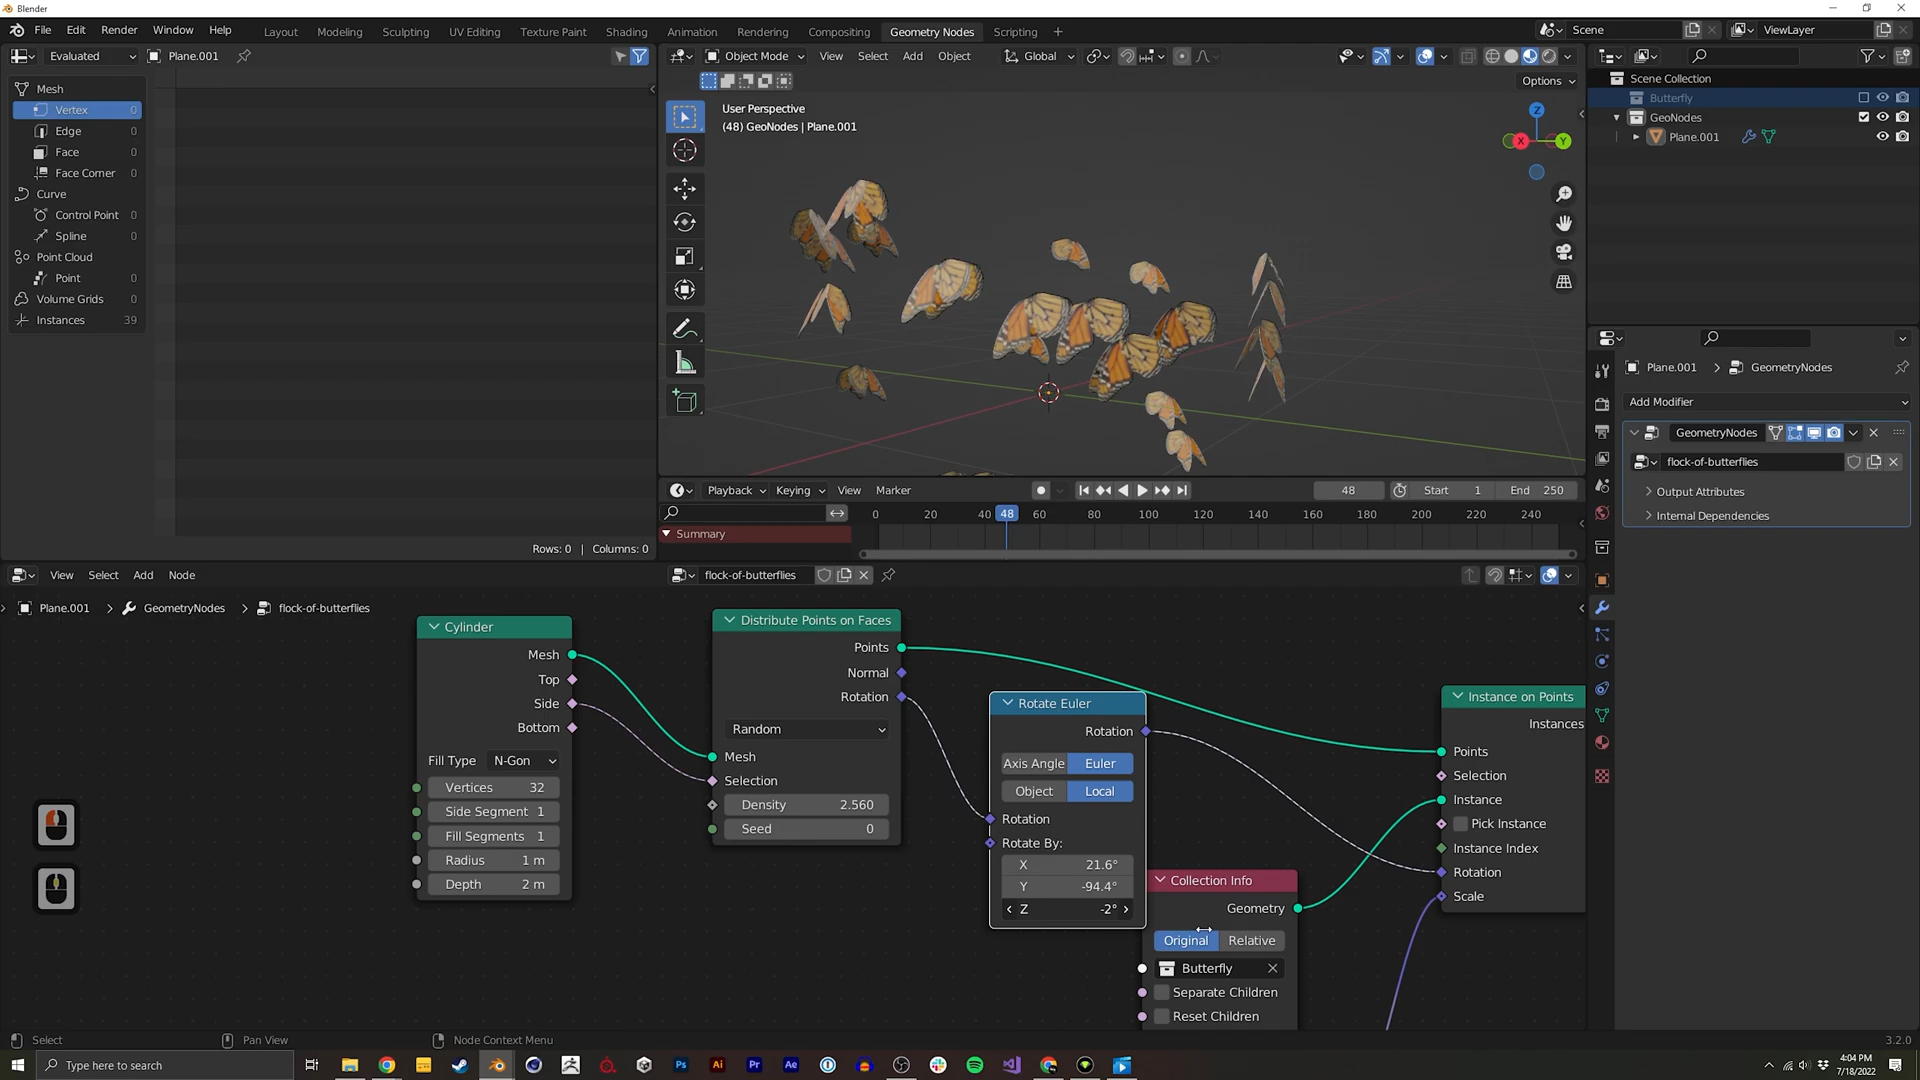 Blender
File Edit Render Window Help Layout Modeling Sculpting UV Editing Texture Paint Shading Animation Rendering Compositing Geometry Nodes Scripting + Scene ViewLayer
Evaluated Plane.001 Object Mode View Select Add Object Global
Options
Mesh
Vertex 0
Edge 0
Face 0
Face Corner 0
Curve
Control Point 0
Spline 0
Point Cloud
Point 0
Volume Grids 0
Instances 39
Rows: 0 | Columns: 0
User Perspective
(48) GeoNodes | Plane.001
Z
X Y
Scene Collection
Butterfly
GeoNodes
Plane.001
Plane.001 > GeometryNodes
Add Modifier
GeometryNodes
flock-of-butterflies
Output Attributes
Internal Dependencies
Playback Keying View Marker 48 Start 1 End 250
0 20 40 48 60 80 100 120 140 160 180 200 220 240
Summary
View Select Add Node flock-of-butterflies
Plane.001 > GeometryNodes > flock-of-butterflies
Cylinder
Mesh
Top
Side
Bottom
Fill Type N-Gon
Vertices 32
Side Segment 1
Fill Segments 1
Radius 1 m
Depth 2 m
Distribute Points on Faces
Points
Normal
Rotation
Random
Mesh
Selection
Density 2.560
Seed 0
Rotate Euler
Rotation
Axis Angle Euler
Object Local
Rotation
Rotate By:
X 21.6°
Y -94.4°
Z -2°
Collection Info
Geometry
Original Relative
Butterfly
Separate Children
Reset Children
Instance on Points
Instances
Points
Selection
Instance
Pick Instance
Instance Index
Rotation
Scale
Select Pan View Node Context Menu 3.2.0
Type here to search
Ps Ai Pr Ae
4:04 PM
7/18/2022